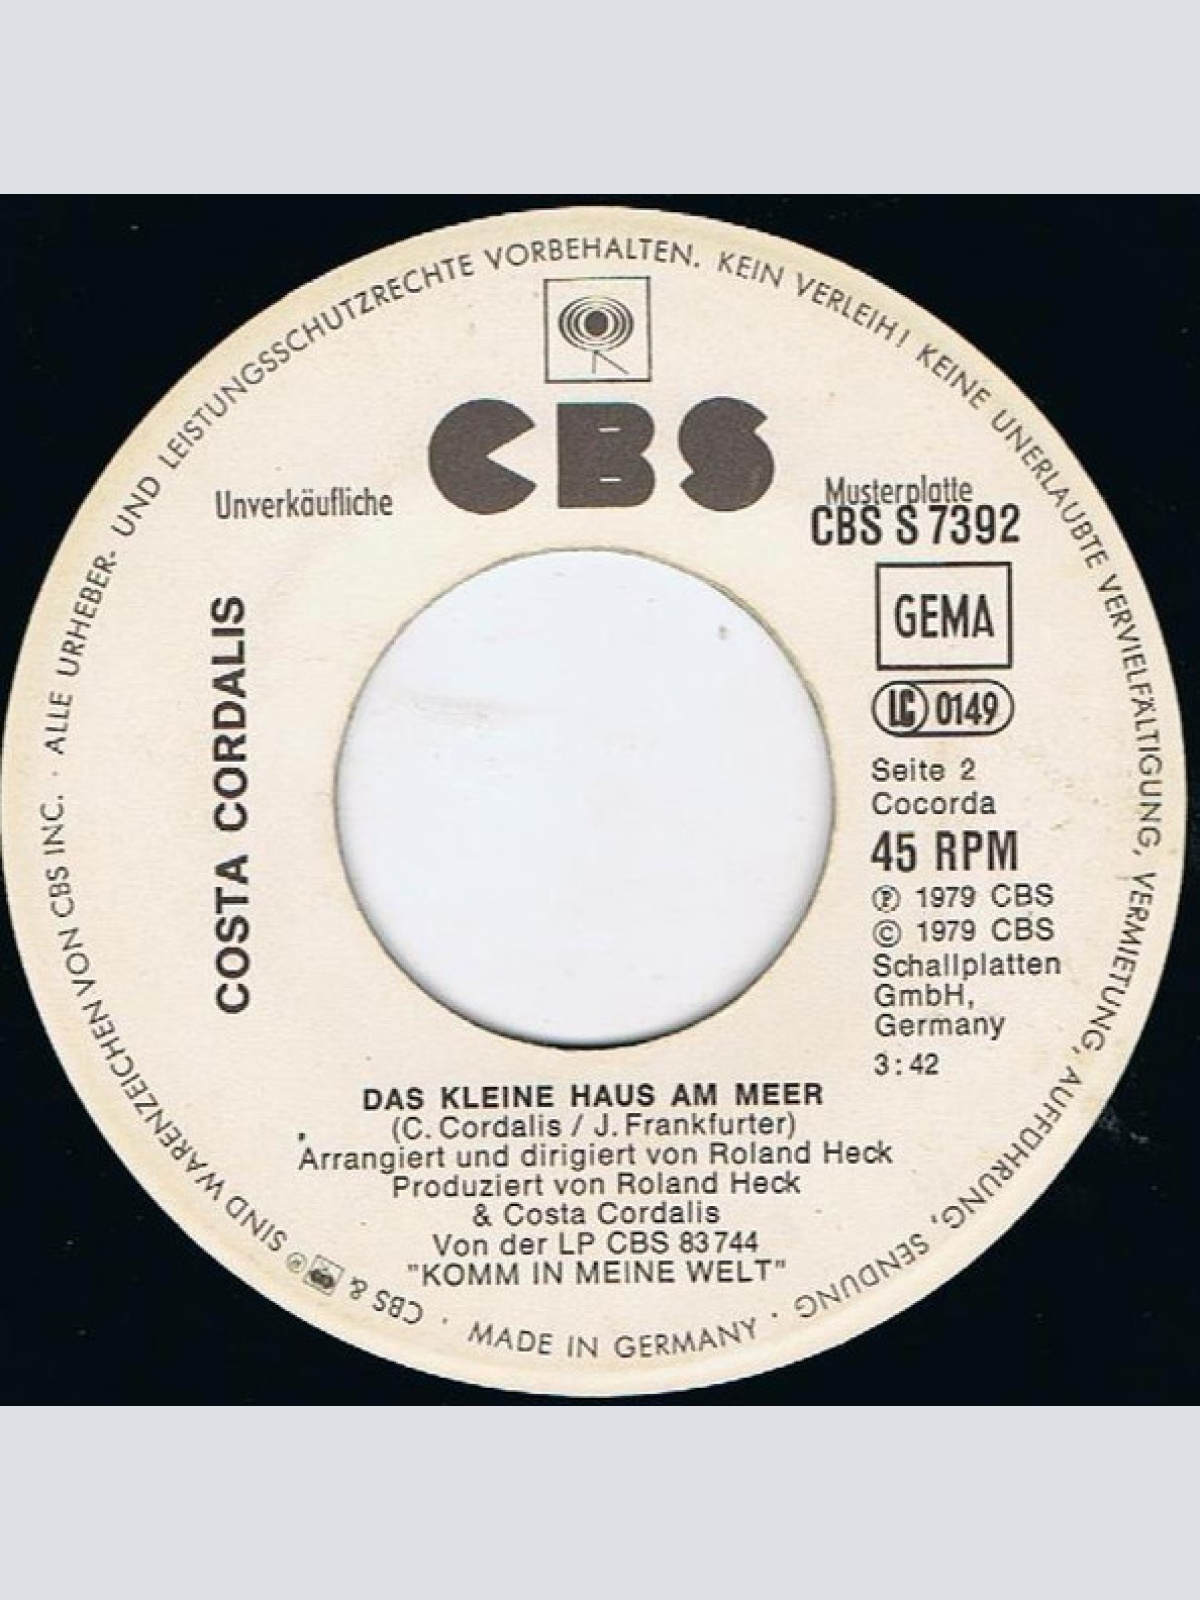 CBS & ® SIND WARENZEICHEN VON CBS INC. · ALLE URHEBER- UND LEISTUNGSSCHUTZRECHTE VORBEHALTEN. KEIN VERLEIH! KEINE UNERLAUBTE VERVIELFÄLTIGUNG, VERMIETUNG, AUFFÜHRUNG, SENDUNG ·
CBS
Unverkäufliche Musterplatte
CBS S 7392
GEMA
LC 0149
COSTA CORDALIS
Seite 2
Cocorda
45 RPM
Ⓟ 1979 CBS
© 1979 CBS
Schallplatten
GmbH,
Germany
3:42
DAS KLEINE HAUS AM MEER
(C. Cordalis / J. Frankfurter)
Arrangiert und dirigiert von Roland Heck
Produziert von Roland Heck
& Costa Cordalis
Von der LP CBS 83744
"KOMM IN MEINE WELT"
MADE IN GERMANY ·